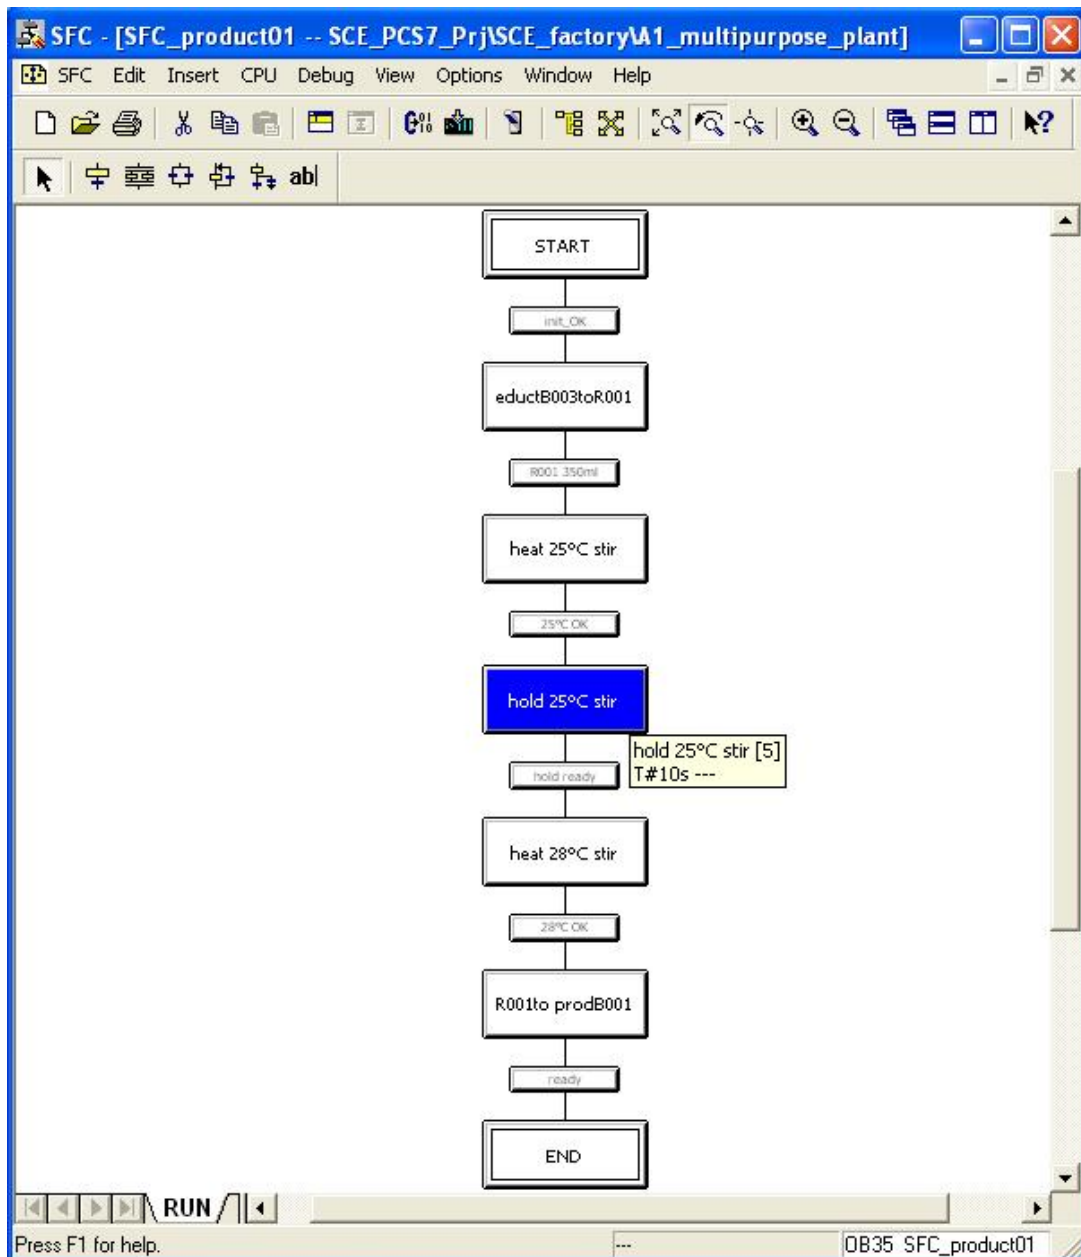 SFC - [SFC_product01 -- SCE_PCS7_Prj\SCE_factory\A1_multipurpose_plant]
SFC Edit Insert CPU Debug View Options Window Help
ab|
START
init_OK
eductB003toR001
R001 350ml
heat 25°C stir
25°C OK
hold 25°C stir
hold 25°C stir [5]
T#10s ---
hold ready
heat 28°C stir
28°C OK
R001to prodB001
ready
END
RUN
Press F1 for help. --- OB35 SFC_product01